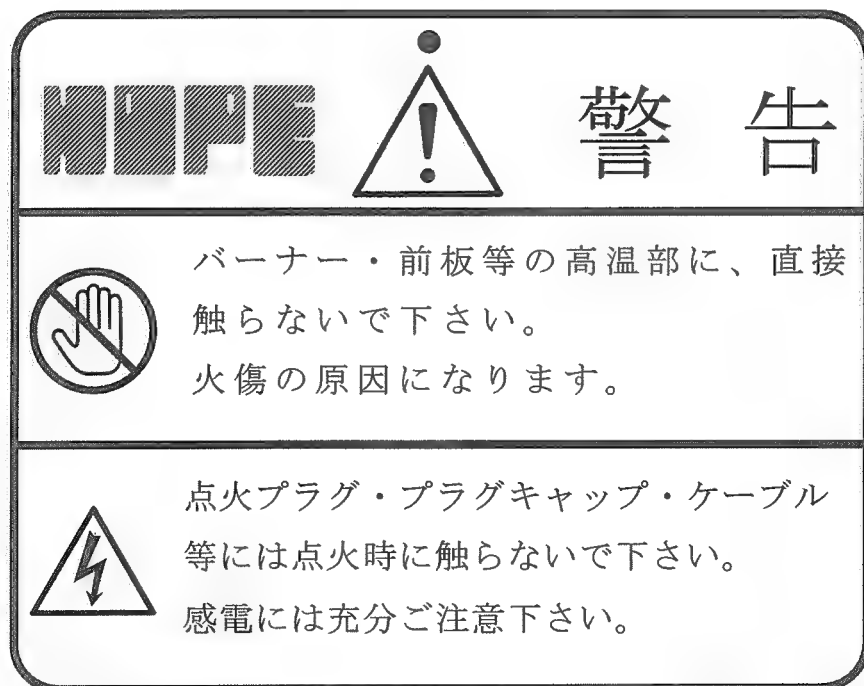 HOPE 警告
バーナー・前板等の高温部に、直接
触らないで下さい。
火傷の原因になります。
点火プラグ・プラグキャップ・ケーブル
等には点火時に触らないで下さい。
感電には充分ご注意下さい。